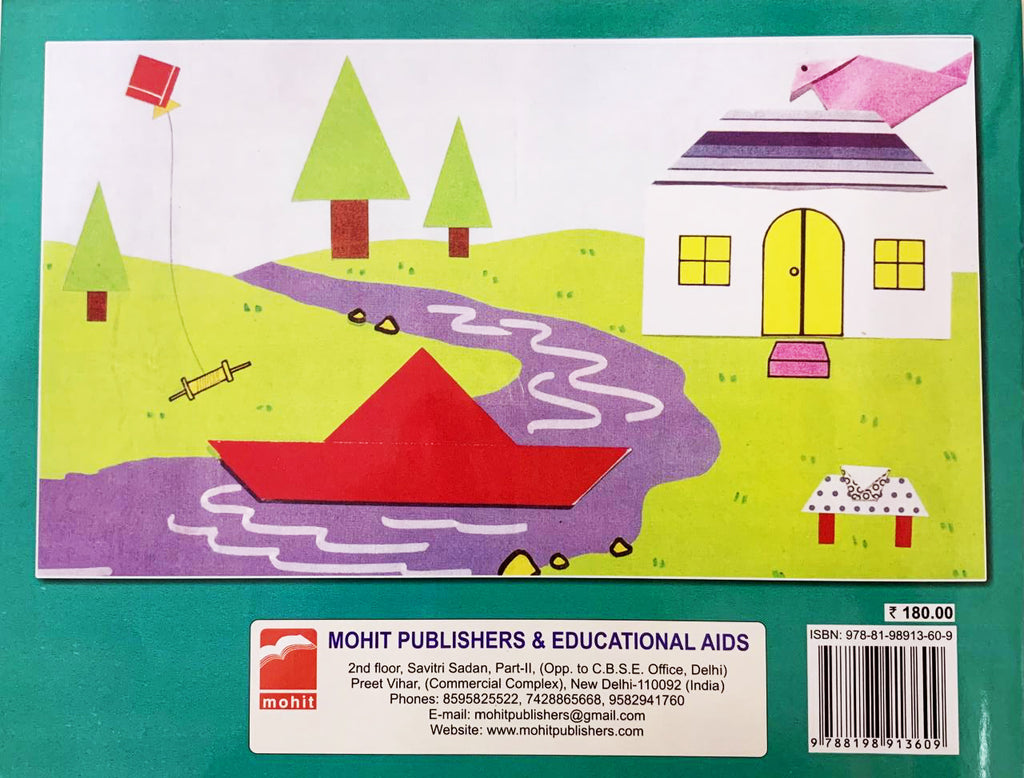 ₹ 180.00
ISBN: 978-81-98913-60-9
9 788198 913609
mohit
MOHIT PUBLISHERS & EDUCATIONAL AIDS
2nd floor, Savitri Sadan, Part-II, (Opp. to C.B.S.E. Office, Delhi)
Preet Vihar, (Commercial Complex), New Delhi-110092 (India)
Phones: 8595825522, 7428865668, 9582941760
E-mail: mohitpublishers@gmail.com
Website: www.mohitpublishers.com